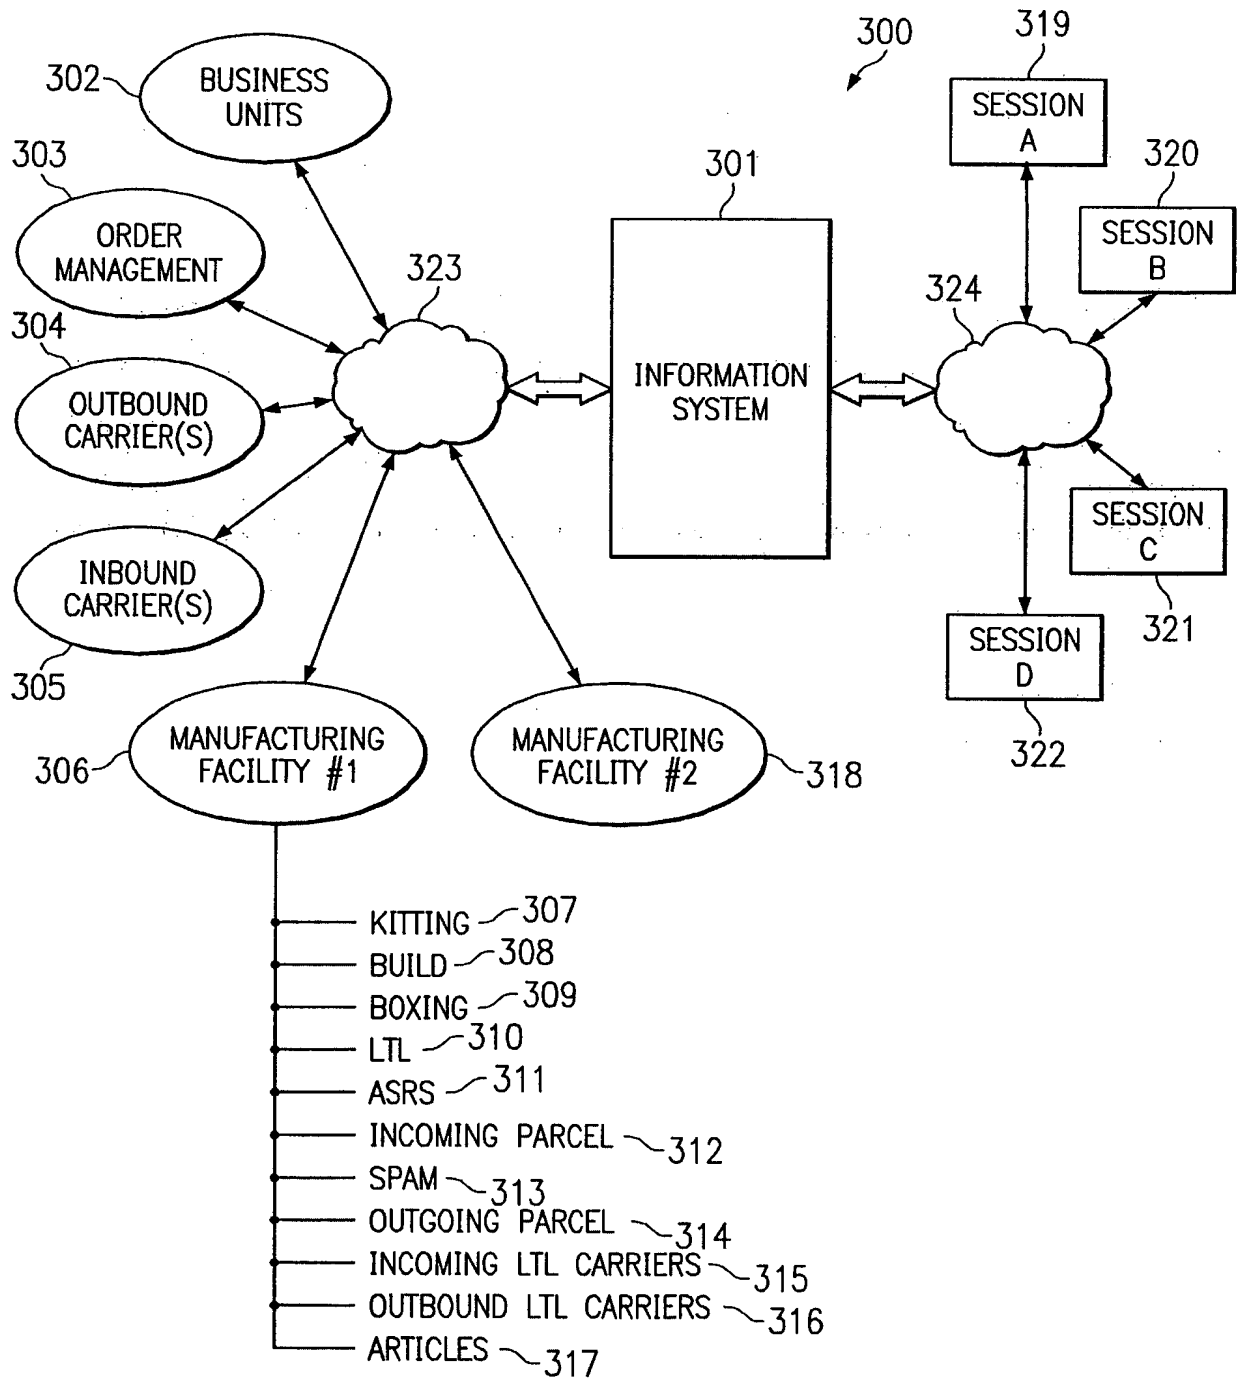 300
302
BUSINESS
UNITS
303
ORDER
MANAGEMENT
304
OUTBOUND
CARRIER(S)
INBOUND
CARRIER(S)
305
323
301
INFORMATION
SYSTEM
324
319
SESSION
A
320
SESSION
B
SESSION
C
321
SESSION
D
322
306
MANUFACTURING
FACILITY #1
MANUFACTURING
FACILITY #2
318
KITTING 307
BUILD 308
BOXING 309
LTL 310
ASRS 311
INCOMING PARCEL 312
SPAM 313
OUTGOING PARCEL 314
INCOMING LTL CARRIERS 315
OUTBOUND LTL CARRIERS 316
ARTICLES 317